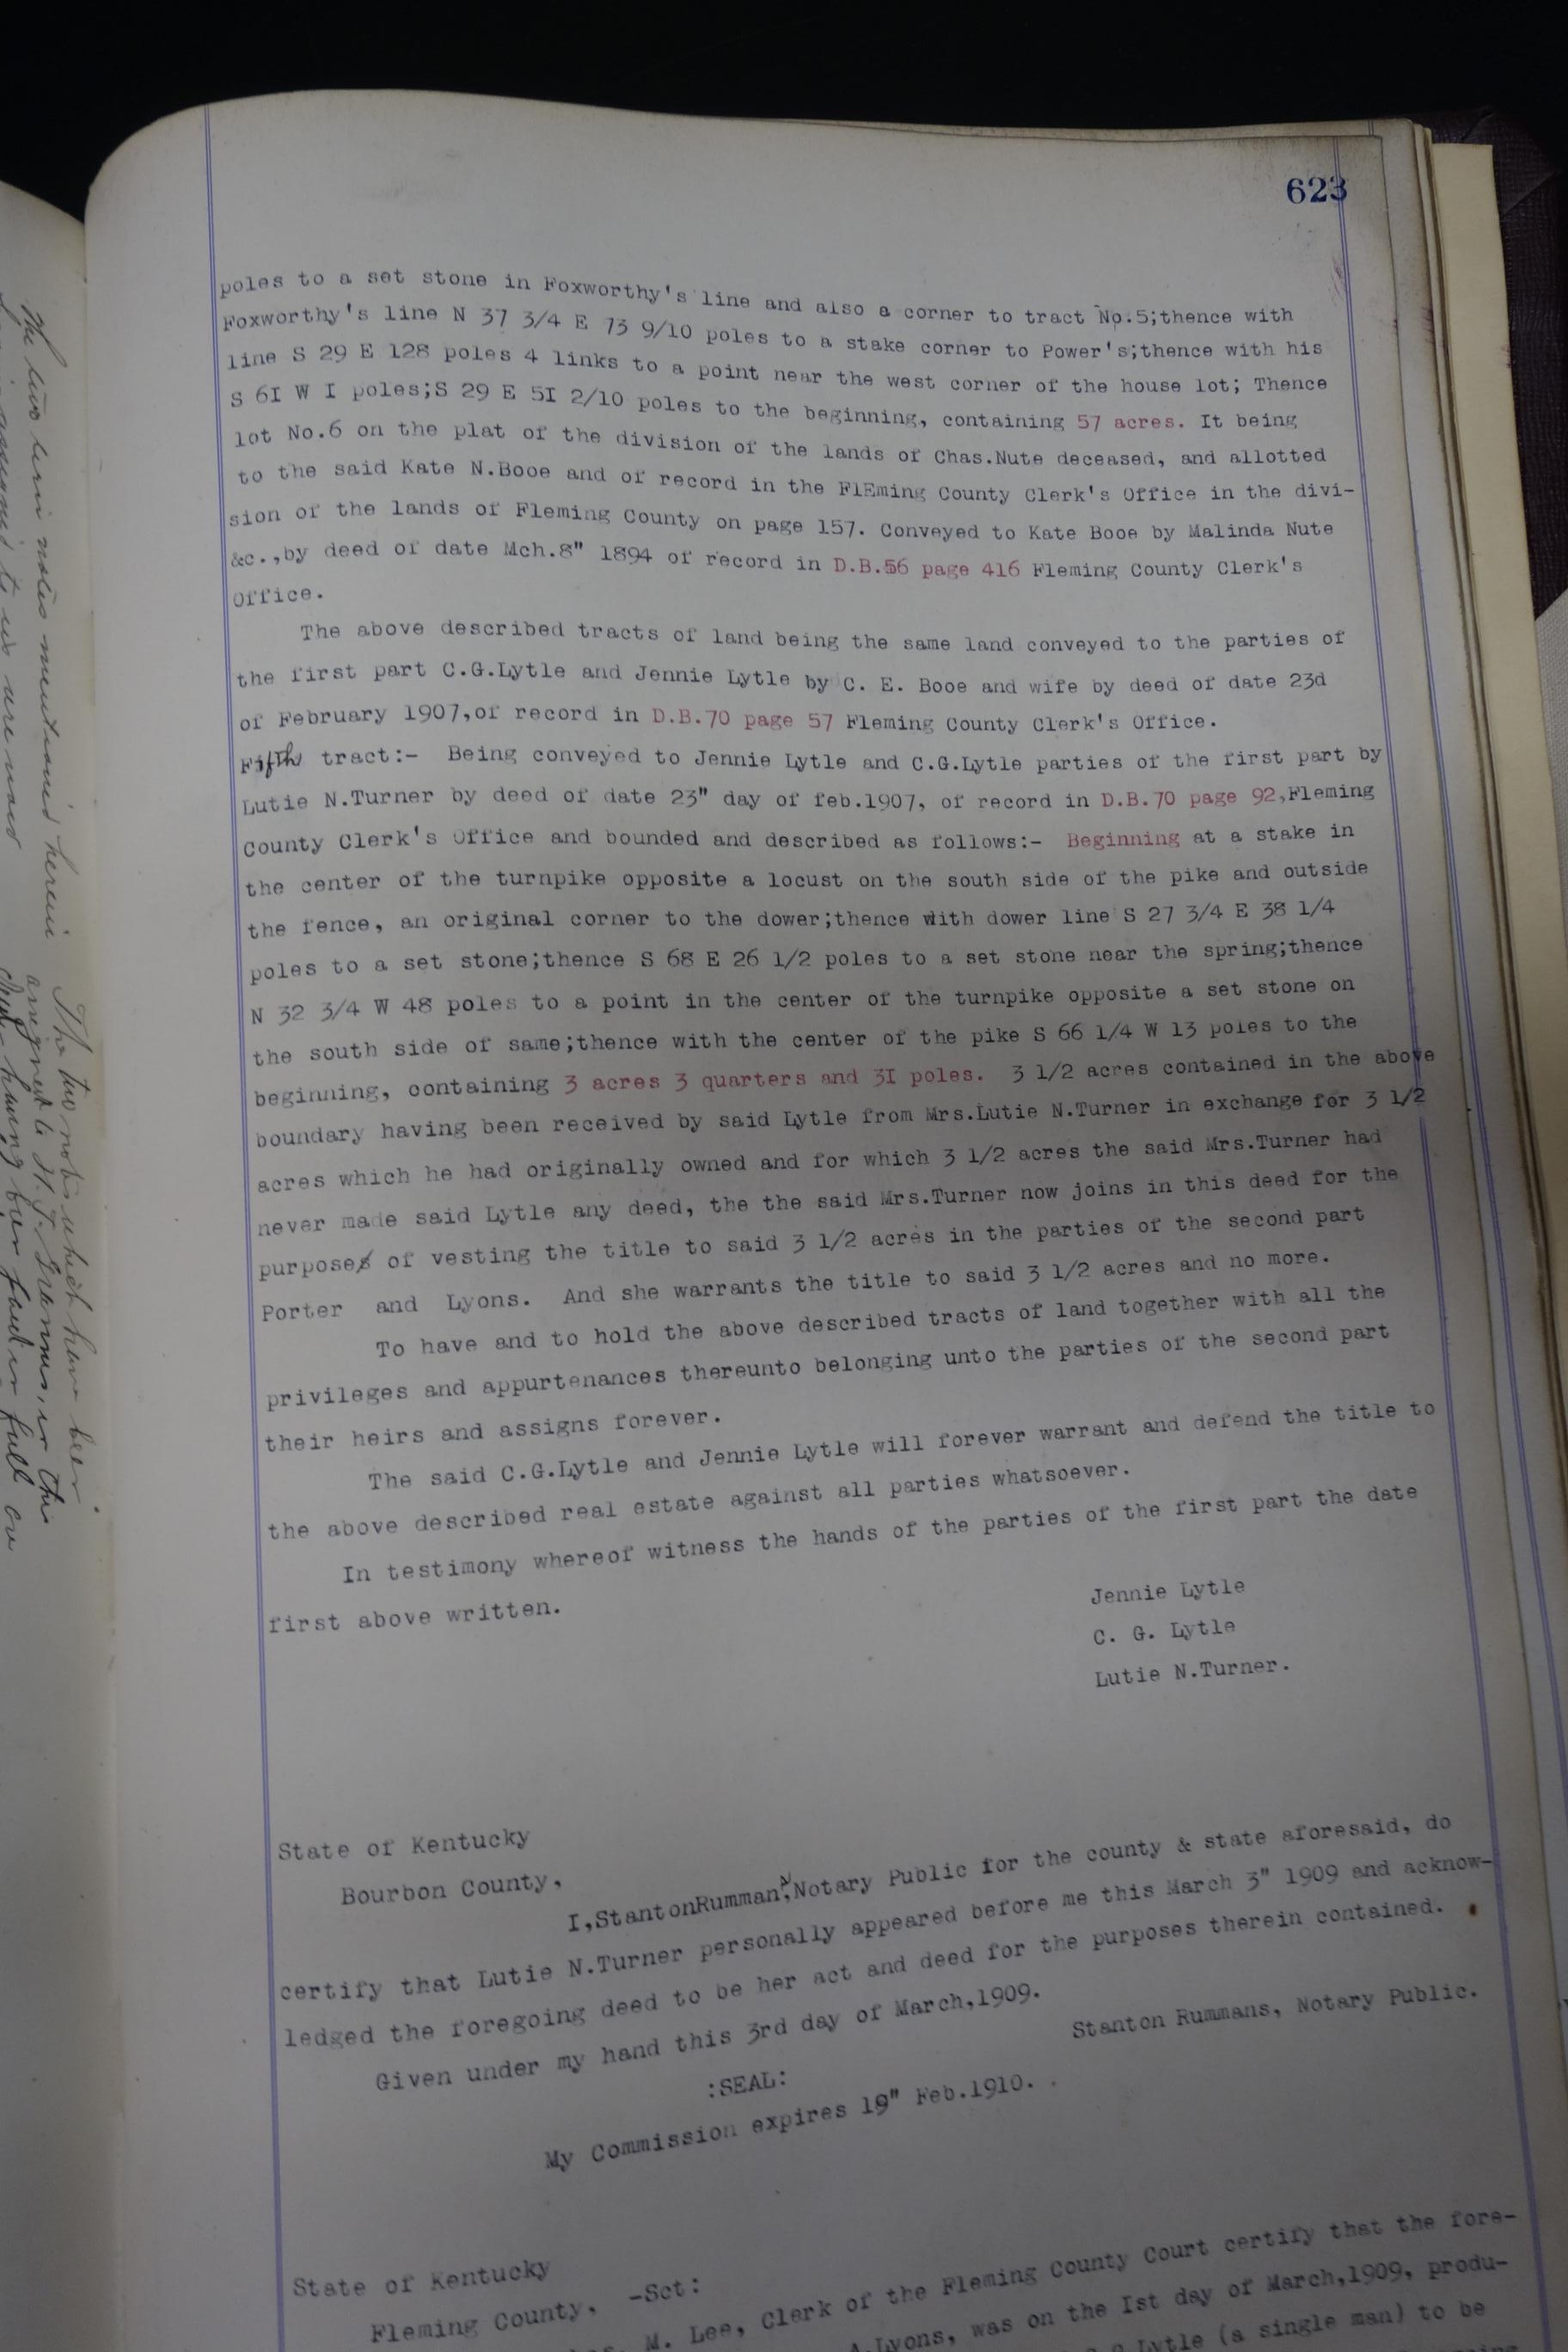 623
poles to a set stone in Foxworthy's line and also a corner to tract No.5;thence with
Foxworthy's line N 37 3/4 E 73 9/10 poles to a stake corner to Power's;thence with his
line S 29 E 128 poles 4 links to a point near the west corner of the house lot; Thence
S 6I W I poles;S 29 E 5I 2/10 poles to the beginning, containing 57 acres. It being
lot No.6 on the plat of the division of the lands of Chas.Nute deceased, and allotted
to the said Kate N.Booe and of record in the FlEming County Clerk's Office in the divi-
sion of the lands of Fleming County on page 157. Conveyed to Kate Booe by Malinda Nute
&c.,by deed of date Mch.8" 1894 of record in D.B.56 page 416 Fleming County Clerk's
Office.
The above described tracts of land being the same land conveyed to the parties of
the first part C.G.Lytle and Jennie Lytle by C. E. Booe and wife by deed of date 23d
of February 1907,of record in D.B.70 page 57 Fleming County Clerk's Office.
Fifth tract:- Being conveyed to Jennie Lytle and C.G.Lytle parties of the first part by
Lutie N.Turner by deed of date 23" day of feb.1907, of record in D.B.70 page 92,Fleming
County Clerk's Office and bounded and described as follows:- Beginning at a stake in
the center of the turnpike opposite a locust on the south side of the pike and outside
the fence, an original corner to the dower;thence with dower line S 27 3/4 E 38 1/4
poles to a set stone;thence S 68 E 26 1/2 poles to a set stone near the spring;thence
N 32 3/4 W 48 poles to a point in the center of the turnpike opposite a set stone on
the south side of same;thence with the center of the pike S 66 1/4 W 13 poles to the
beginning, containing 3 acres 3 quarters and 3I poles. 3 1/2 acres contained in the above
boundary having been received by said Lytle from Mrs.Lutie N.Turner in exchange for 3 1/2
acres which he had originally owned and for which 3 1/2 acres the said Mrs.Turner had
never made said Lytle any deed, the the said Mrs.Turner now joins in this deed for the
purposes of vesting the title to said 3 1/2 acres in the parties of the second part
Porter and Lyons. And she warrants the title to said 3 1/2 acres and no more.
To have and to hold the above described tracts of land together with all the
privileges and appurtenances thereunto belonging unto the parties of the second part
their heirs and assigns forever.
The said C.G.Lytle and Jennie Lytle will forever warrant and defend the title to
the above described real estate against all parties whatsoever.
In testimony whereof witness the hands of the parties of the first part the date
first above written.
Jennie Lytle
C. G. Lytle
Lutie N.Turner.
State of Kentucky
Bourbon County,
I,StantonRumman,Notary Public for the county & state aforesaid, do
certify that Lutie N.Turner personally appeared before me this March 3" 1909 and acknow-
ledged the foregoing deed to be her act and deed for the purposes therein contained.
Given under my hand this 3rd day of March,1909.
Stanton Rummans, Notary Public.
:SEAL:
My Commission expires 19" Feb.1910.
State of Kentucky
Fleming County, -Sct:
M. Lee, Clerk of the Fleming County Court certify that the fore-
A.Lyons, was on the Ist day of March,1909, produ-
Lytle (a single man) to be
The two notes mentioned herein
The two notes which have been
assigned to
having been paid in full